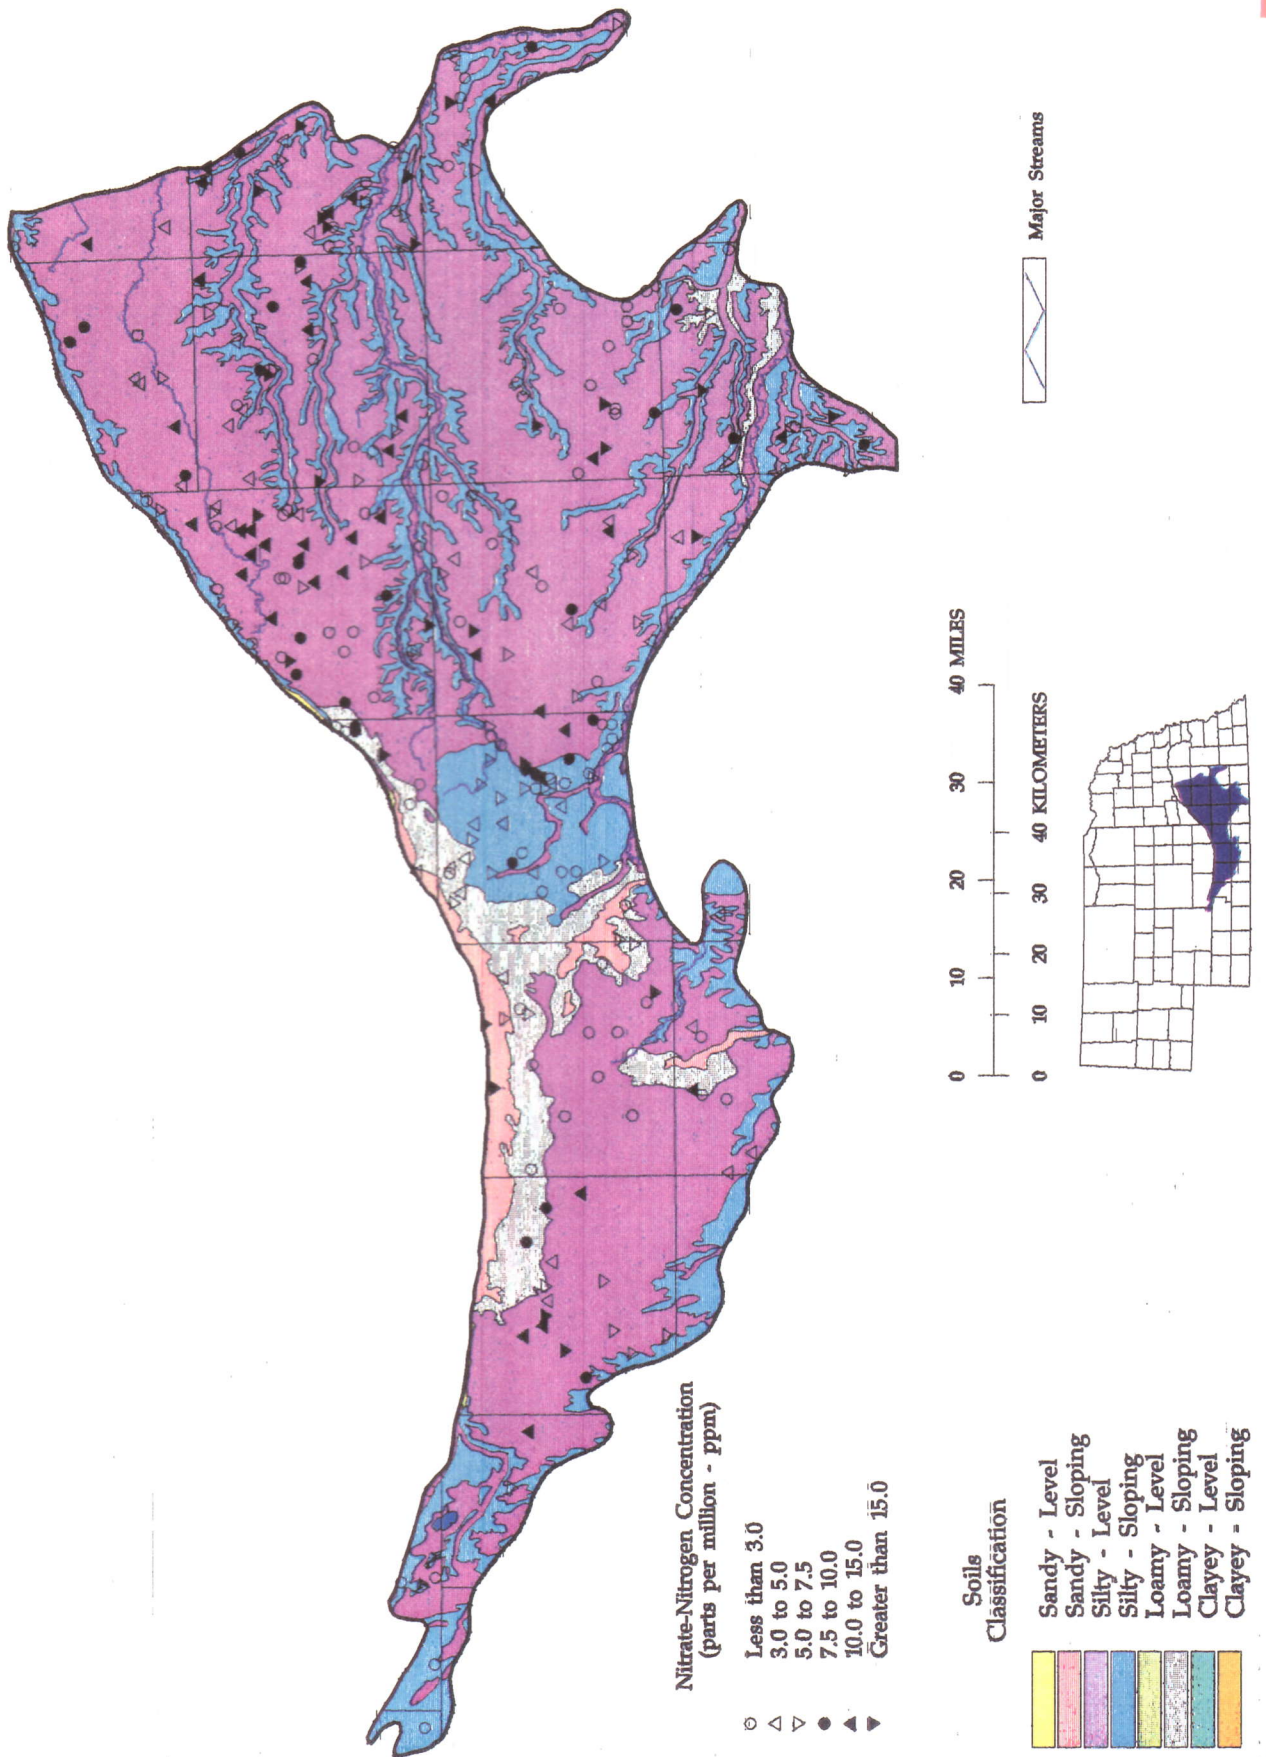 Nitrate-Nitrogen Concentration
(parts per million - ppm)
Less than 3.0
3.0 to 5.0
5.0 to 7.5
7.5 to 10.0
10.0 to 15.0
Greater than 15.0
Soils
Classification
Sandy - Level
Sandy - Sloping
Silty - Level
Silty - Sloping
Loamy - Level
Loamy - Sloping
Clayey - Level
Clayey - Sloping
0 10 20 30 40 MILES
0 10 20 30 40 KILOMETERS
Major Streams